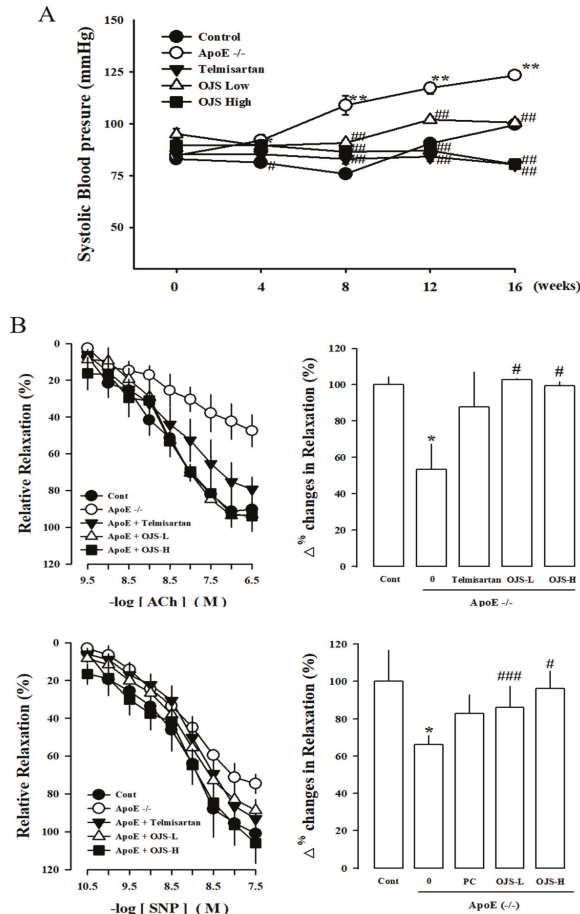 A
Systolic Blood presure (mmHg)
150
125
100
75
50
Control
ApoE -/-
Telmisartan
OJS Low
OJS High
*
#
**
##
##
##
**
##
##
##
**
##
##
##
0 4 8 12 16 (weeks)
B
Relative Relaxation (%)
0
20
40
60
80
100
120
Cont
ApoE -/-
ApoE + Telmisartan
ApoE + OJS-L
ApoE + OJS-H
9.5 8.5 8.5 7.5 6.5
-log [ ACh ] ( M )
△ % changes in Relaxation (%)
120
100
80
60
40
20
0
*
#
#
Cont 0 Telmisartan OJS-L OJS-H
ApoE -/-
Relative Relaxation (%)
0
20
40
60
80
100
120
Cont
ApoE -/-
ApoE + Telmisartan
ApoE + OJS-L
ApoE + OJS-H
10.5 9.5 8.5 8.5 7.5
-log [ SNP ] ( M )
△ % changes in Relaxation (%)
120
100
80
60
40
20
0
*
###
#
Cont 0 PC OJS-L OJS-H
ApoE (-/-)